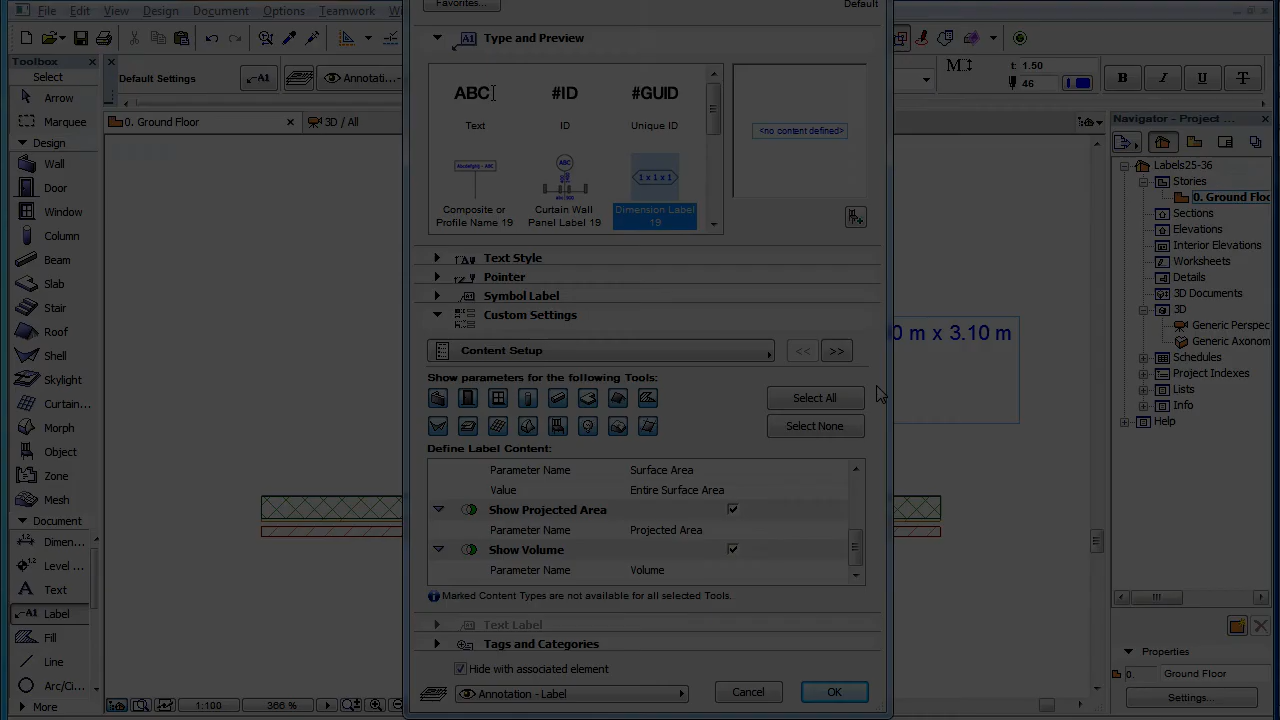 File Edit View Design Document Options Teamwork
Favorites... Default
Toolbox
Select
Arrow
Marquee
Design
Wall
Door
Window
Column
Beam
Slab
Stair
Roof
Shell
Skylight
Curtain...
Morph
Object
Zone
Mesh
Document
Dimen...
Level ...
A Text
A1 Label
Fill
Line
Arc/Ci...
More
Default Settings
A1
Annotation...
0. Ground Floor
3D / All
1:100
366 %
Type and Preview
ABC
Text
#ID
ID
#GUID
Unique ID
Composite or
Profile Name 19
ABC
Curtain Wall
Panel Label 19
1 x 1 x 1
Dimension Label
19
<no content defined>
Text Style
Pointer
Symbol Label
Custom Settings
Content Setup
<< >>
Show parameters for the following Tools:
Select All
Select None
Define Label Content:
Parameter Name Surface Area
Value Entire Surface Area
Show Projected Area
Parameter Name Projected Area
Show Volume
Parameter Name Volume
Marked Content Types are not available for all selected Tools.
Text Label
Tags and Categories
Hide with associated element
Annotation - Label
Cancel
OK
0 m x 3.10 m
M
t: 1.50
46
B I U T
Navigator - Project ...
Labels25-36
Stories
0. Ground Floo
Sections
Elevations
Interior Elevations
Worksheets
Details
3D Documents
3D
Generic Perspec
Generic Axonom
Schedules
Project Indexes
Lists
Info
Help
Properties
0. Ground Floor
Settings...